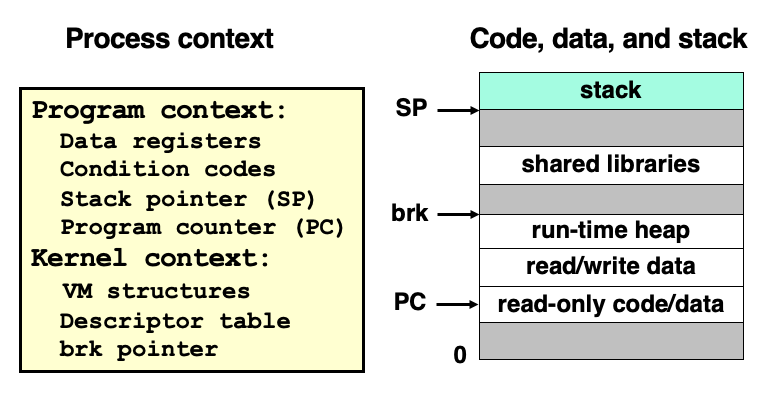 Process context
Program context:
Data registers
Condition codes
Stack pointer (SP)
Program counter (PC)
Kernel context:
VM structures
Descriptor table
brk pointer
Code, data, and stack
stack
SP
shared libraries
brk
run-time heap
read/write data
PC
read-only code/data
0